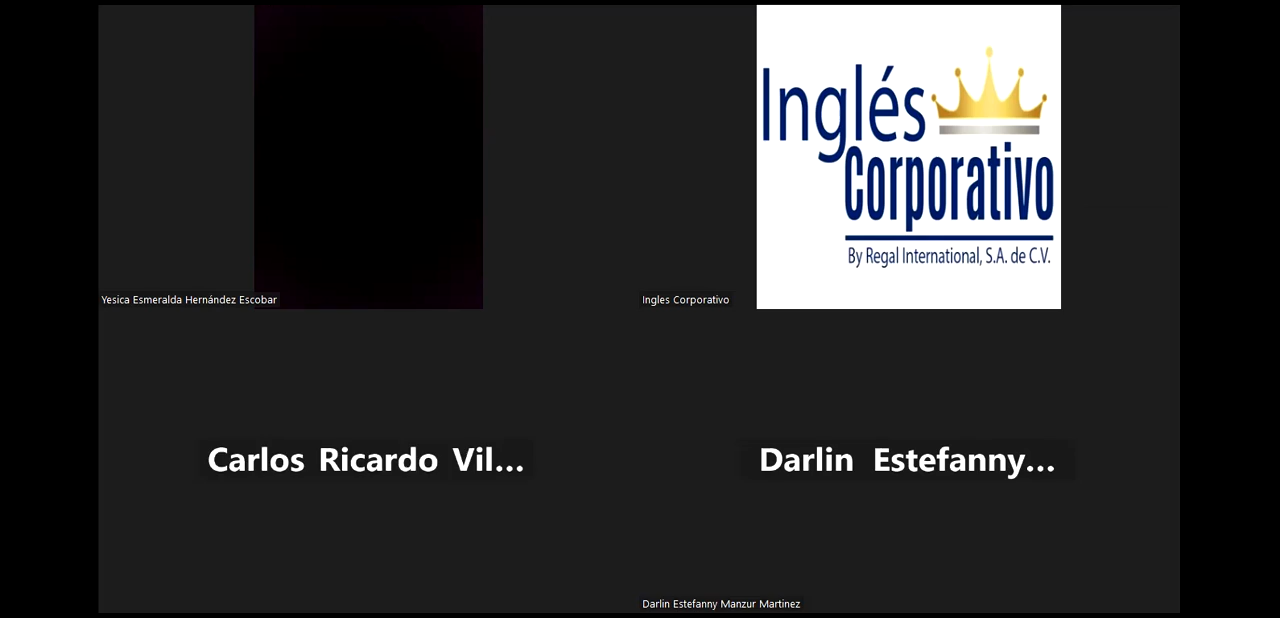 Inglés
Corporativo
By Regal International, S.A. de C.V.
Yesica Esmeralda Hernández Escobar
Ingles Corporativo
Carlos Ricardo Vil...
Darlin Estefanny...
Darlin Estefanny Manzur Martinez